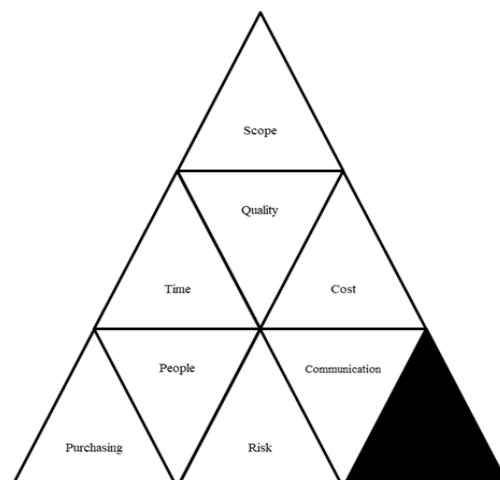 Scope
Quality
Time
Cost
People
Communication
Purchasing
Risk